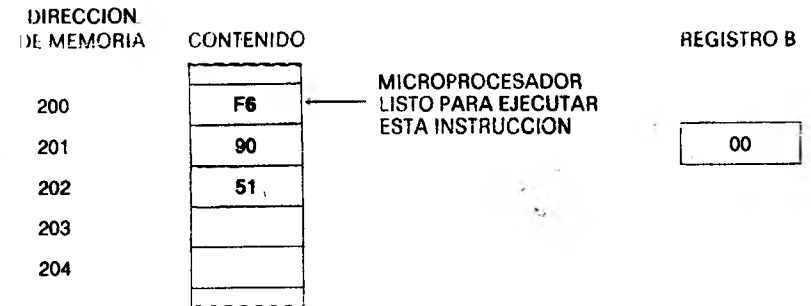 DIRECCION
DE MEMORIA CONTENIDO REGISTRO B
MICROPROCESADOR
LISTO PARA EJECUTAR
ESTA INSTRUCCION
200 F6
201 90 00
202 51
203
204